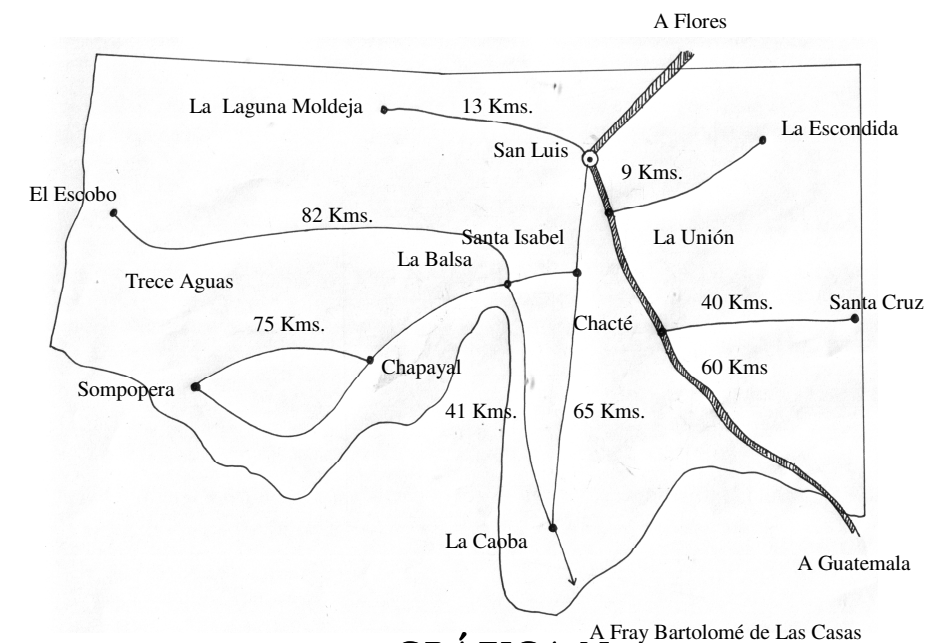 A Flores
La Laguna Moldeja
13 Kms.
La Escondida
San Luis
9 Kms.
El Escobo
82 Kms.
Santa Isabel
La Unión
La Balsa
Trece Aguas
40 Kms.
Santa Cruz
75 Kms.
Chacté
Chapayal
60 Kms
Sompopera
41 Kms.
65 Kms.
La Caoba
A Guatemala
A Fray Bartolomé de Las Casas